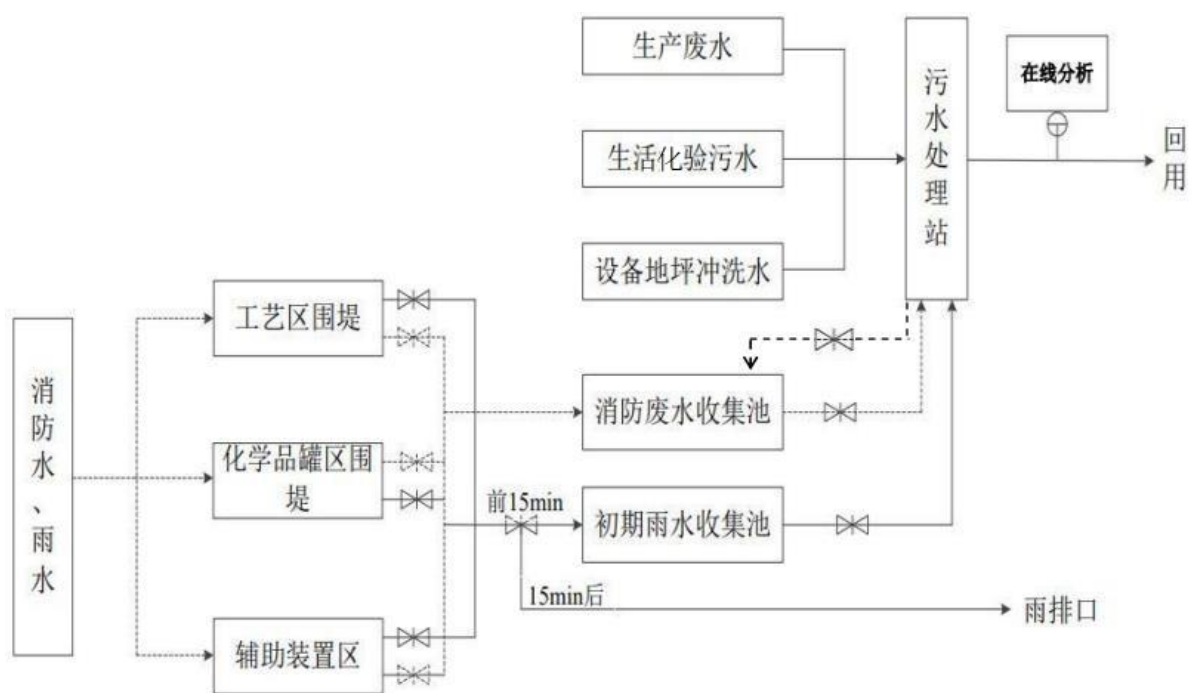 生产废水
生活化验污水
设备地坪冲洗水
污水处理站
在线分析
回用
消防水、雨水
工艺区围堤
化学品罐区围
堤
辅助装置区
消防废水收集池
前15min
初期雨水收集池
15min后
雨排口